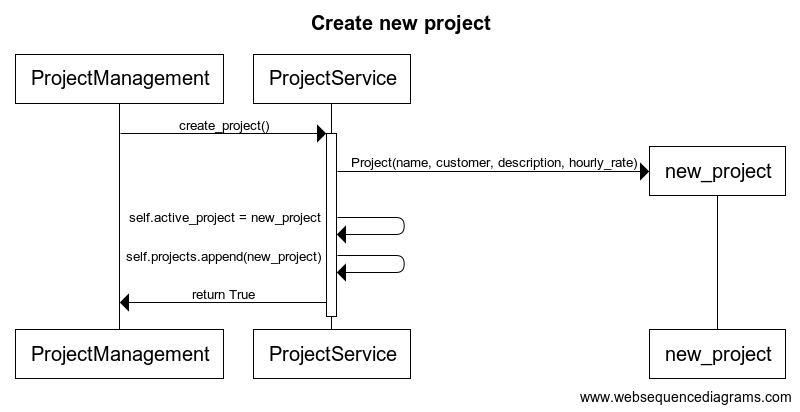 Create new project
ProjectManagement
ProjectService
create_project()
Project(name, customer, description, hourly_rate)
new_project
self.active_project = new_project
self.projects.append(new_project)
return True
ProjectManagement
ProjectService
new_project
www.websequencediagrams.com